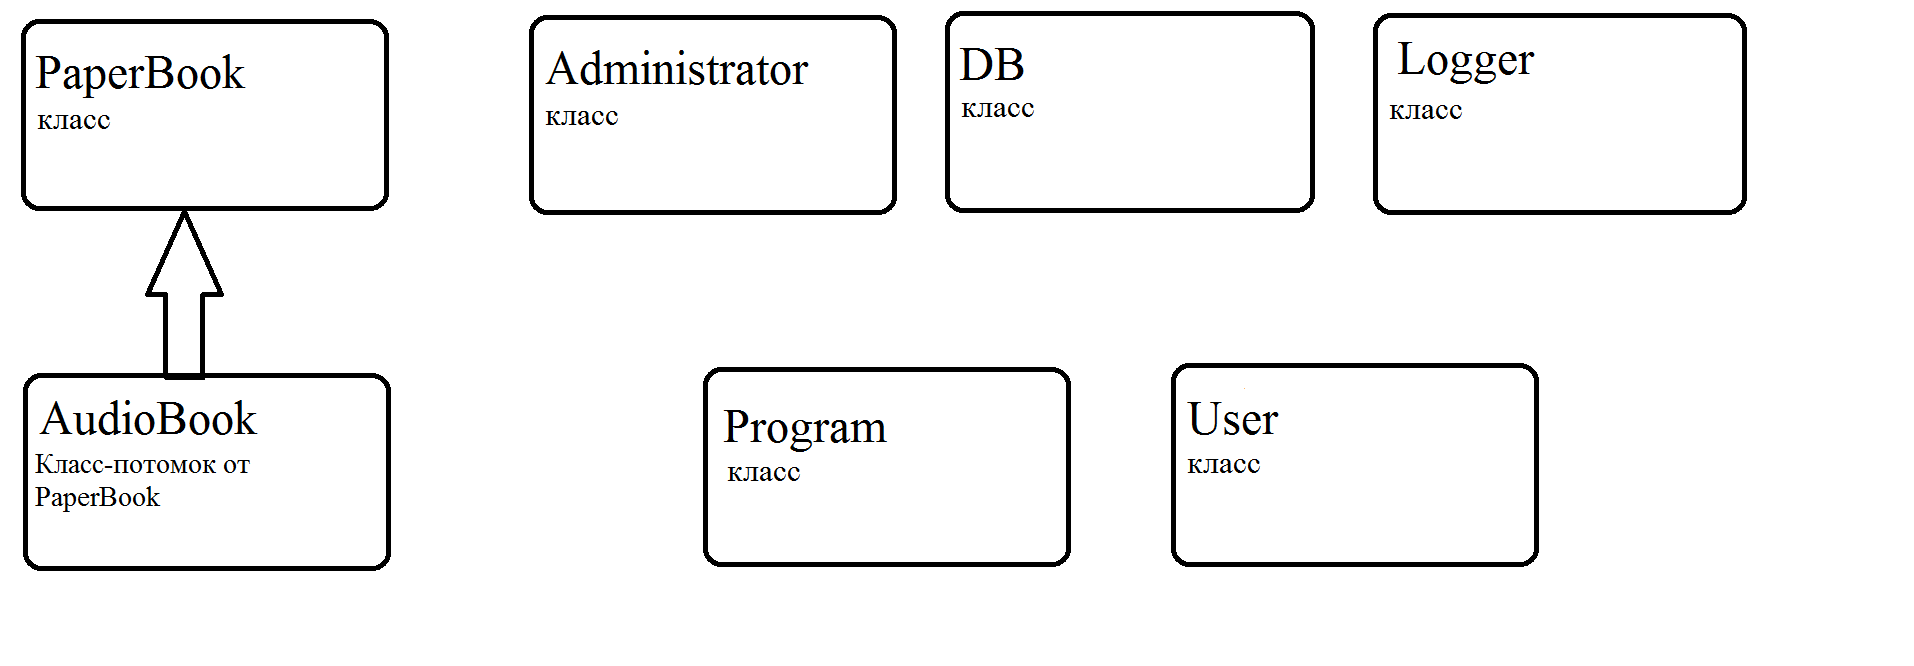 PaperBook
класс
Administrator
класс
DB
класс
Logger
класс
AudioBook
Класс-потомок от
PaperBook
Program
класс
User
класс